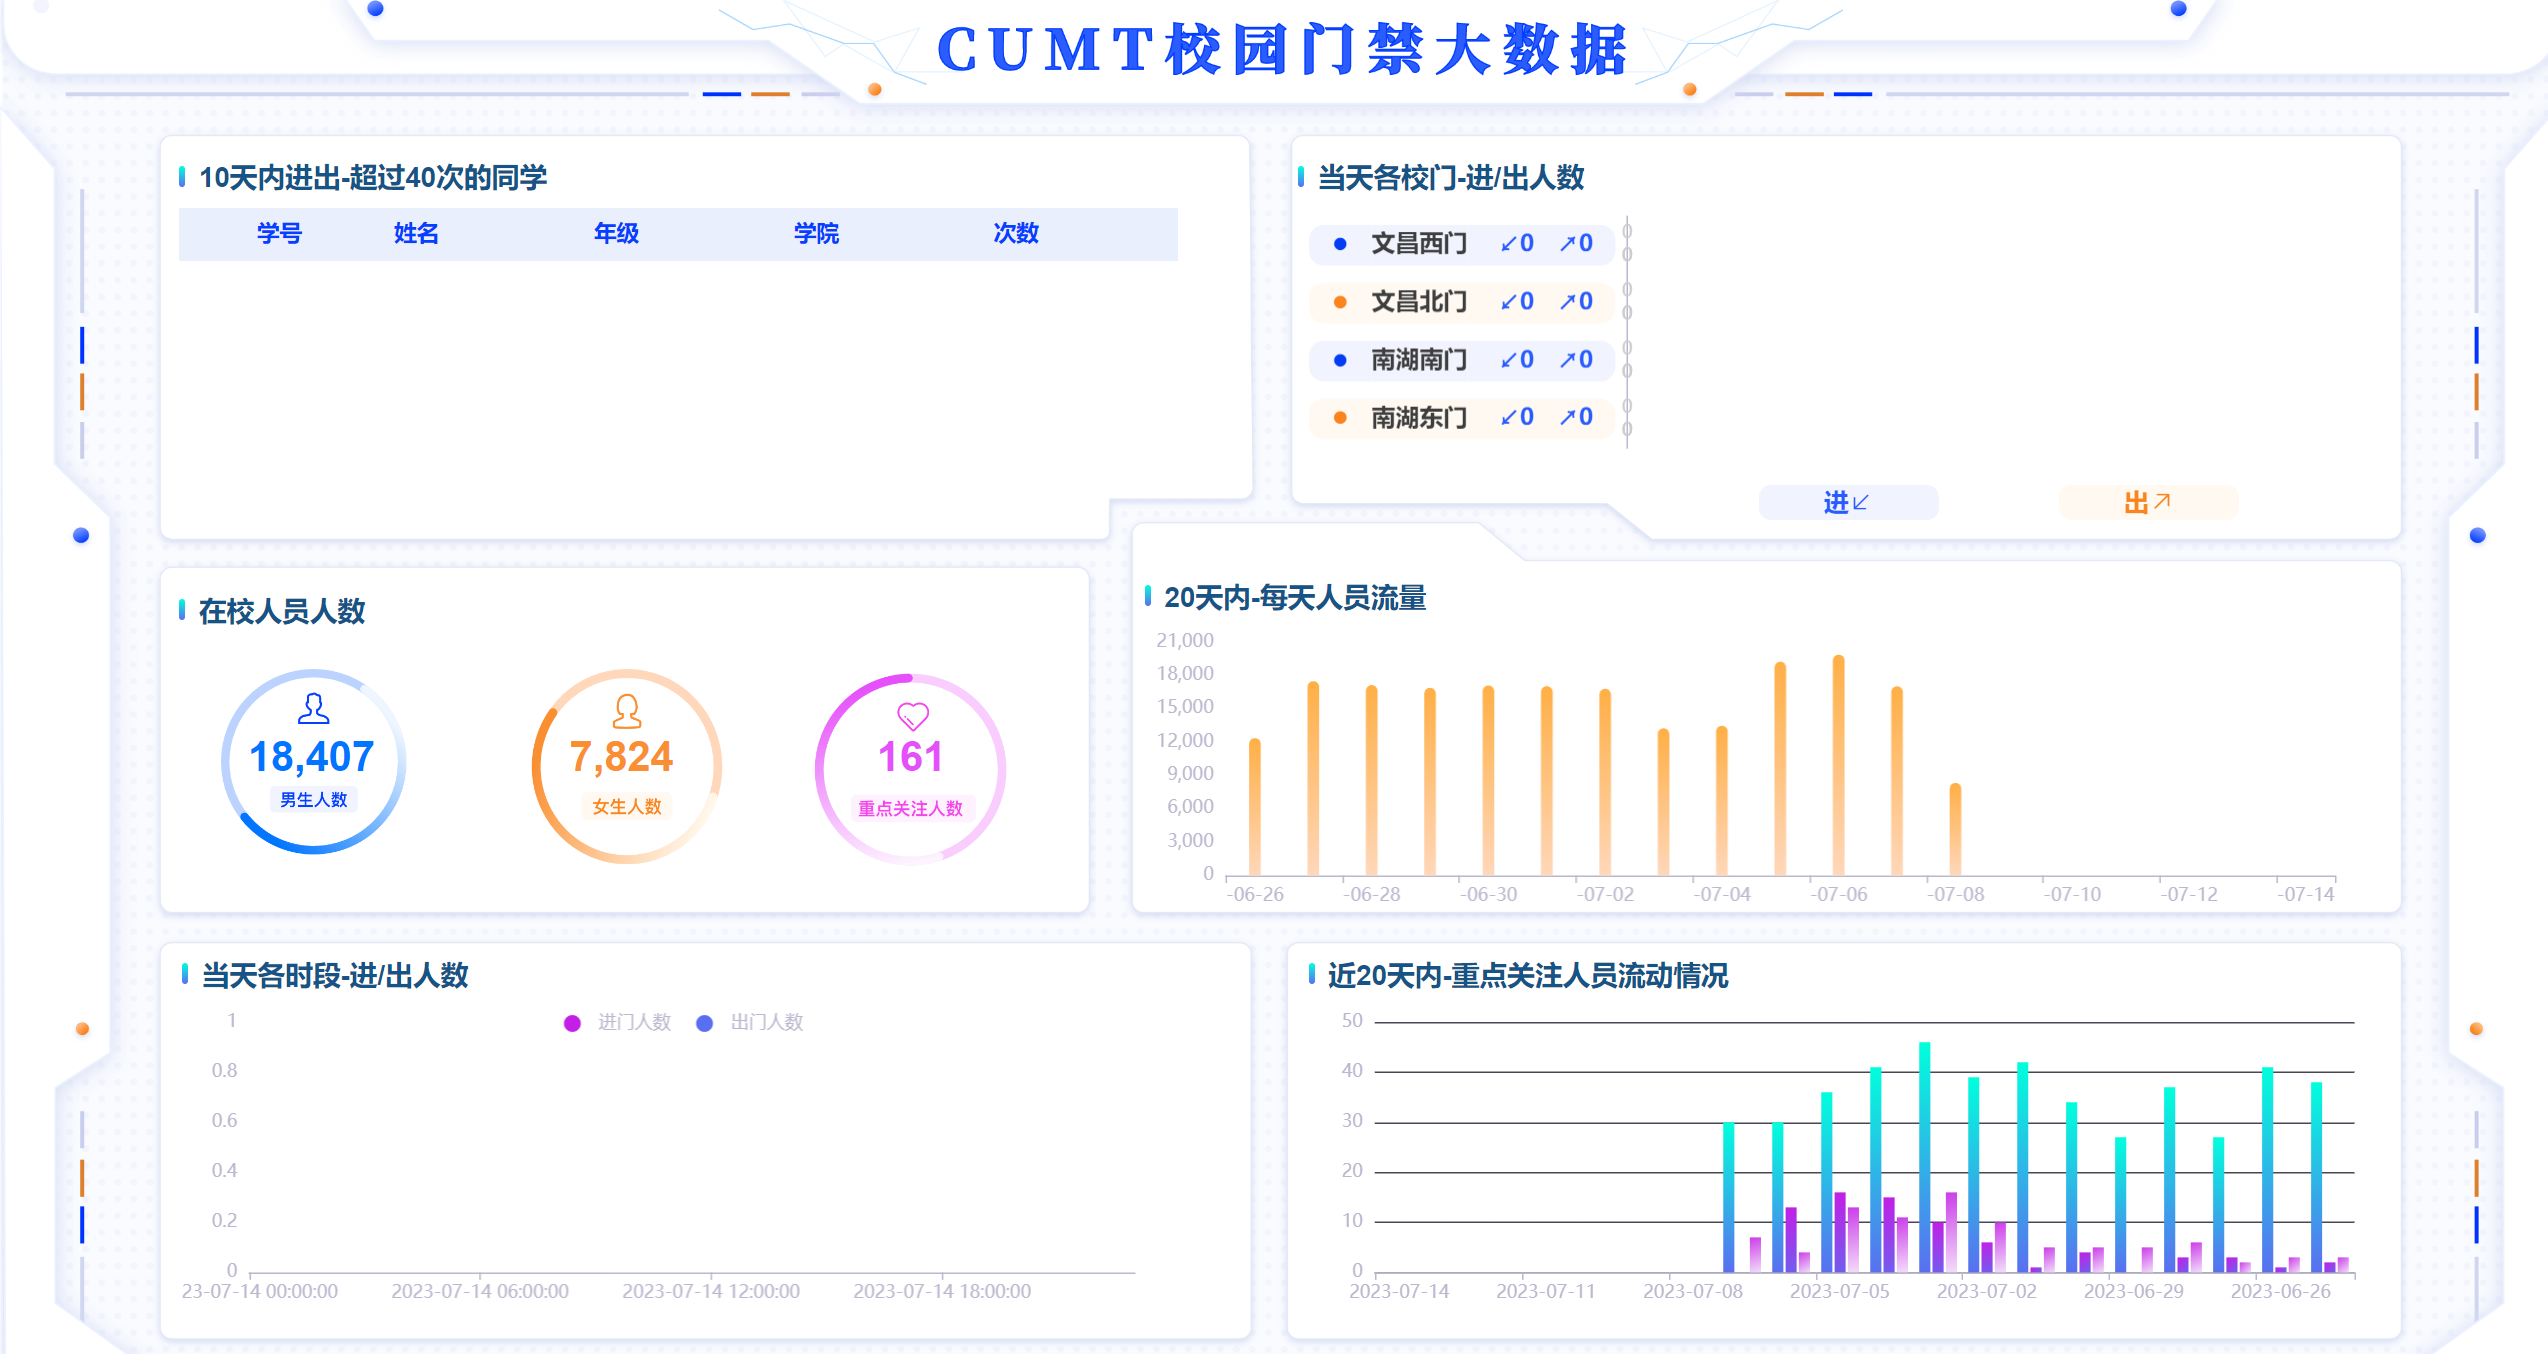 CUMT校园门禁大数据
10天内进出-超过40次的同学
学号 姓名 年级 学院 次数
当天各校门-进/出人数
文昌西门 ↙0 ↗0
0
0
文昌北门 ↙0 ↗0
0
0
南湖南门 ↙0 ↗0
0
0
南湖东门 ↙0 ↗0
0
0
进↙ 出↗
在校人员人数
18,407
男生人数
7,824
女生人数
161
重点关注人数
20天内-每天人员流量
21,000
18,000
15,000
12,000
9,000
6,000
3,000
0
-06-26 -06-28 -06-30 -07-02 -07-04 -07-06 -07-08 -07-10 -07-12 -07-14
当天各时段-进/出人数
进门人数 出门人数
1
0.8
0.6
0.4
0.2
0
23-07-14 00:00:00 2023-07-14 06:00:00 2023-07-14 12:00:00 2023-07-14 18:00:00
近20天内-重点关注人员流动情况
50
40
30
20
10
0
2023-07-14 2023-07-11 2023-07-08 2023-07-05 2023-07-02 2023-06-29 2023-06-26